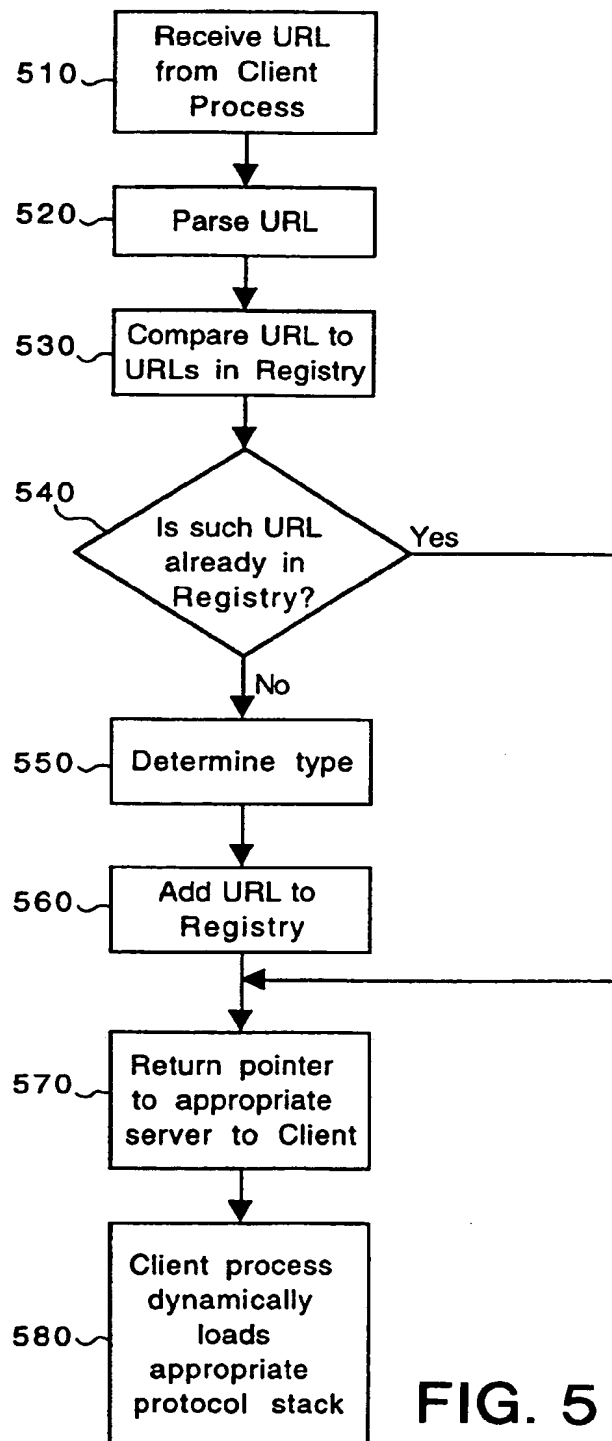 510
Receive URL
from Client
Process
520
Parse URL
530
Compare URL to
URLs in Registry
540
Is such URL
already in
Registry?
Yes
No
550
Determine type
560
Add URL to
Registry
570
Return pointer
to appropriate
server to Client
580
Client process
dynamically
loads
appropriate
protocol stack
FIG. 5